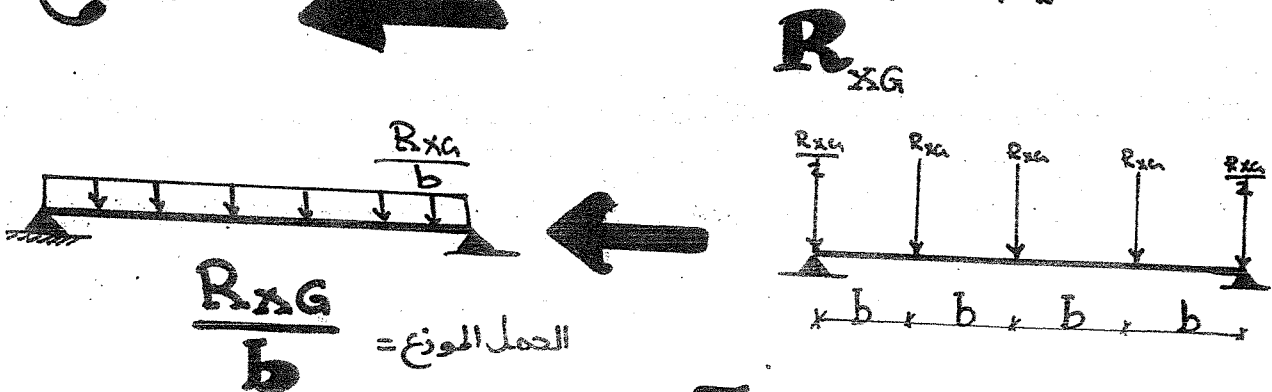 R_XG
R_XG/2 R_XG R_XG R_XG R_XG/2
b b b b
R_XG/b
الحمل الموزع = R_XG/b